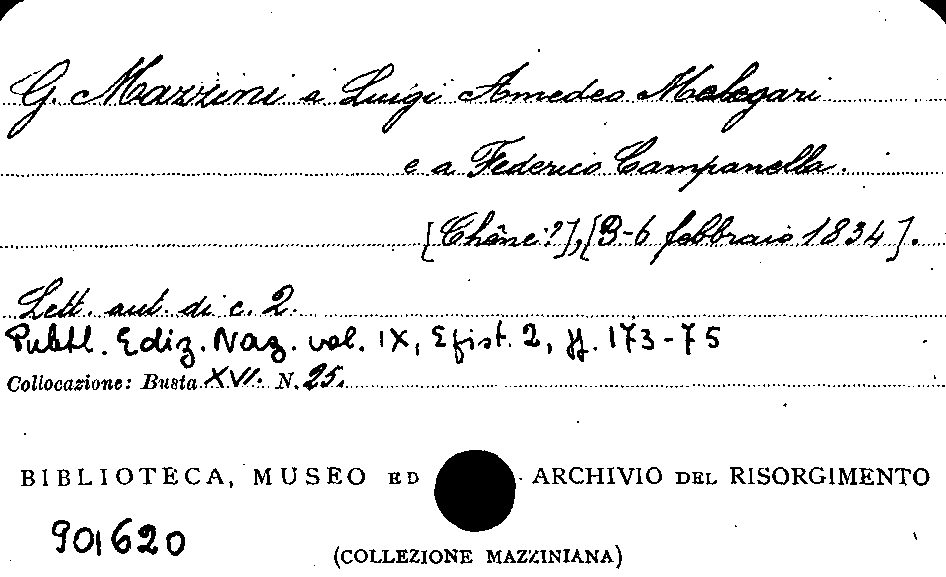 G. Mazzini a Luigi Amedeo Melegari
e a Federico Campanella.
[Chêne?], [3-6 febbraio 1834].
Lett. aut. di c. 2.
Pubbl. Ediz. Naz. vol. IX, Epist. 2, pp. 173-75
Collocazione: Busta XVI. N. 25.
BIBLIOTECA, MUSEO ED ARCHIVIO DEL RISORGIMENTO
901620
(COLLEZIONE MAZZINIANA)